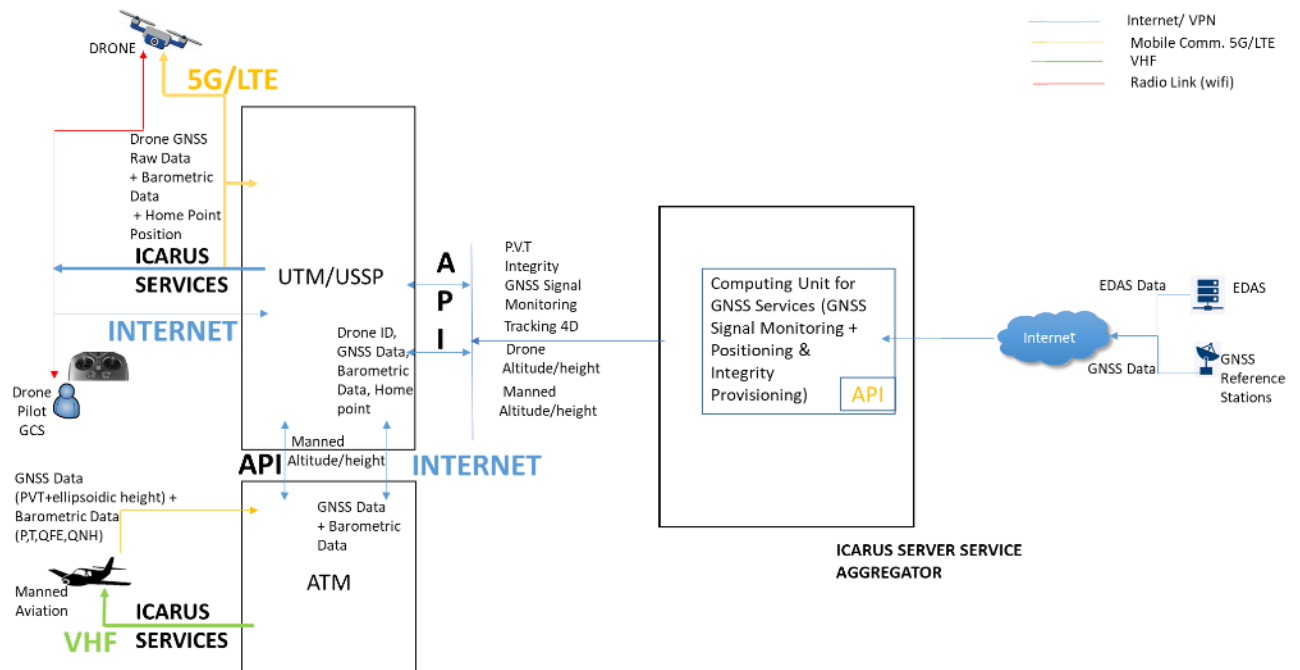 Internet/ VPN
Mobile Comm. 5G/LTE
VHF
Radio Link (wifi)
DRONE
5G/LTE
Drone GNSS
Raw Data
+ Barometric
Data
+ Home Point
Position
ICARUS
SERVICES
INTERNET
UTM/USSP
Drone ID,
GNSS Data,
Barometric
Data, Home
point
A
P
I
P.V.T
Integrity
GNSS Signal
Monitoring
Tracking 4D
Drone
Altitude/height
Manned
Altitude/height
Computing Unit for
GNSS Services (GNSS
Signal Monitoring +
Positioning &
Integrity
Provisioning)
API
Internet
EDAS Data
EDAS
GNSS Data
GNSS
Reference
Stations
ICARUS SERVER SERVICE
AGGREGATOR
Drone
Pilot
GCS
API
Manned
Altitude/height
INTERNET
GNSS Data
(PVT+ellipsoidic height) +
Barometric Data
(P,T,QFE,QNH)
GNSS Data
+ Barometric
Data
ATM
Manned
Aviation
VHF
ICARUS
SERVICES